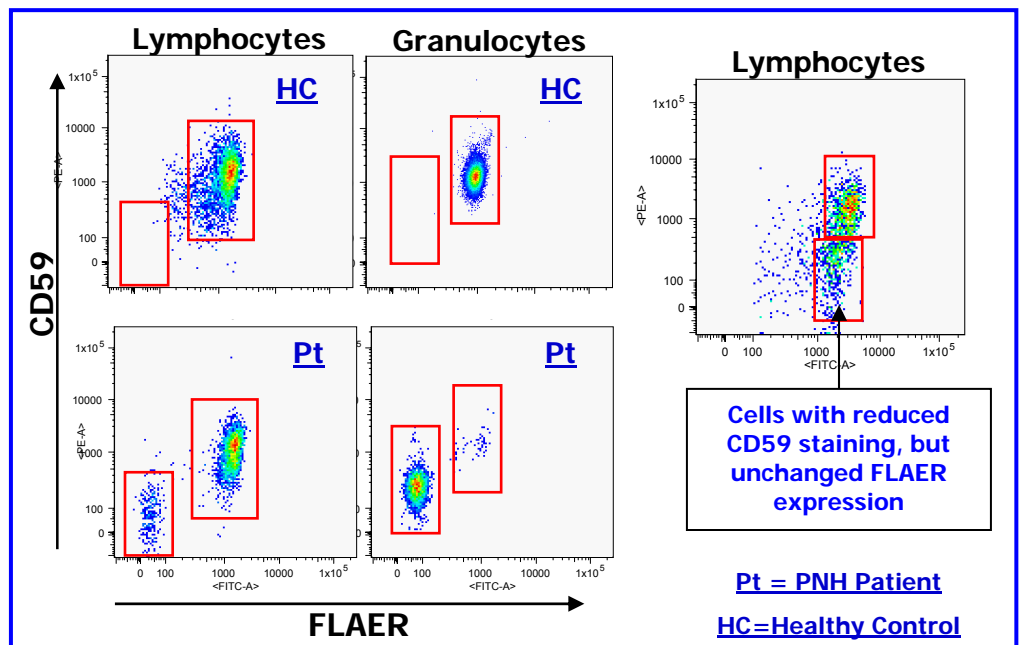 Lymphocytes
Granulocytes
Lymphocytes
CD59
HC
1x10^5
10000
1000
100
0
<PE-A>
HC
1x10^5
10000
1000
100
0
<PE-A>
0 100 1000 10000 1x10^5
<FITC-A>
Pt
1x10^5
10000
1000
100
0
<PE-A>
0 100 1000 10000 1x10^5
<FITC-A>
Pt
0 100 1000 10000 1x10^5
<FITC-A>
FLAER
Cells with reduced
CD59 staining, but
unchanged FLAER
expression
Pt = PNH Patient
HC=Healthy Control